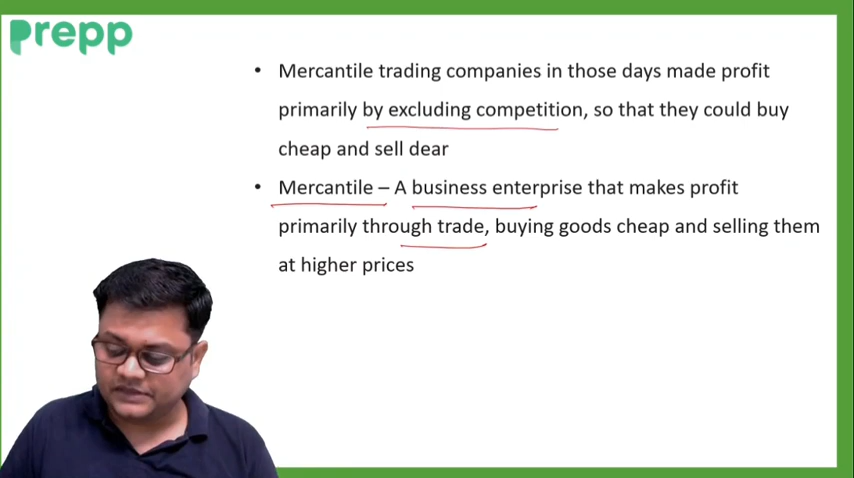 prepp
• Mercantile trading companies in those days made profit
primarily by excluding competition, so that they could buy
cheap and sell dear
• Mercantile – A business enterprise that makes profit
primarily through trade, buying goods cheap and selling them
at higher prices